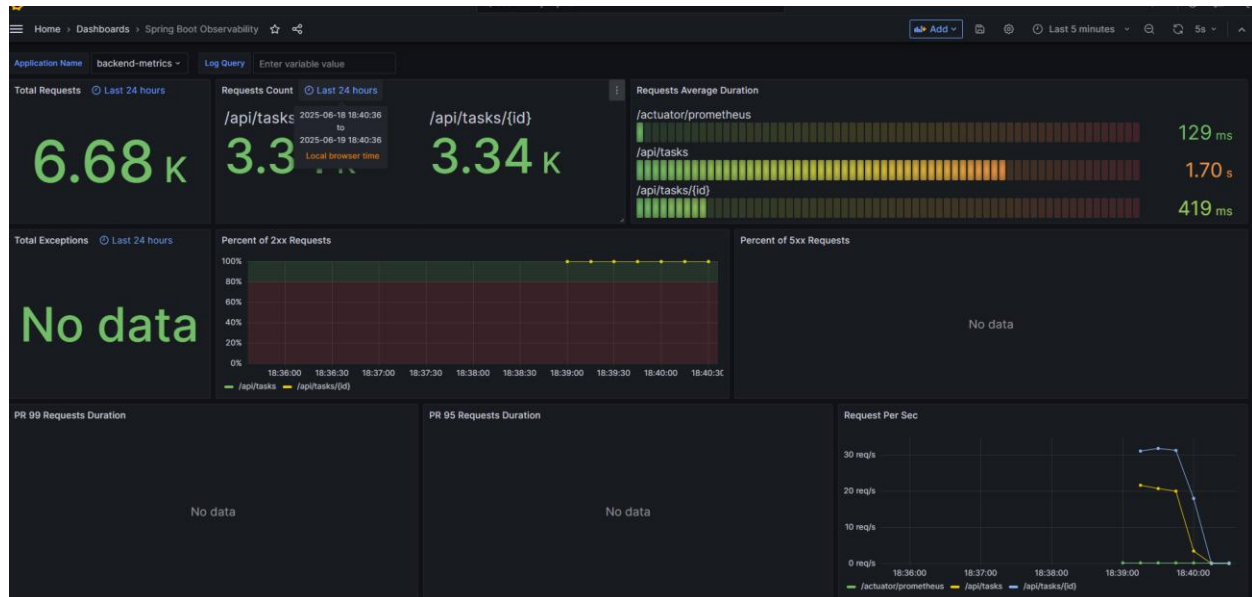 Home › Dashboards › Spring Boot Observability
Add
Last 5 minutes
5s
Application Name
backend-metrics
Log Query
Enter variable value
Total Requests
Last 24 hours
6.68 K
Requests Count
Last 24 hours
/api/tasks
3.3
2025-06-18 18:40:36
to
2025-06-19 18:40:36
Local browser time
/api/tasks/{id}
3.34 K
Requests Average Duration
/actuator/prometheus
129 ms
/api/tasks
1.70 s
/api/tasks/{id}
419 ms
Total Exceptions
Last 24 hours
No data
Percent of 2xx Requests
100%
80%
60%
40%
20%
0%
18:36:00 18:36:30 18:37:00 18:37:30 18:38:00 18:38:30 18:39:00 18:39:30 18:40:00 18:40:30
/api/tasks /api/tasks/{id}
Percent of 5xx Requests
No data
PR 99 Requests Duration
No data
PR 95 Requests Duration
No data
Request Per Sec
30 req/s
20 req/s
10 req/s
0 req/s
18:36:00 18:37:00 18:38:00 18:39:00 18:40:00
/actuator/prometheus /api/tasks /api/tasks/{id}